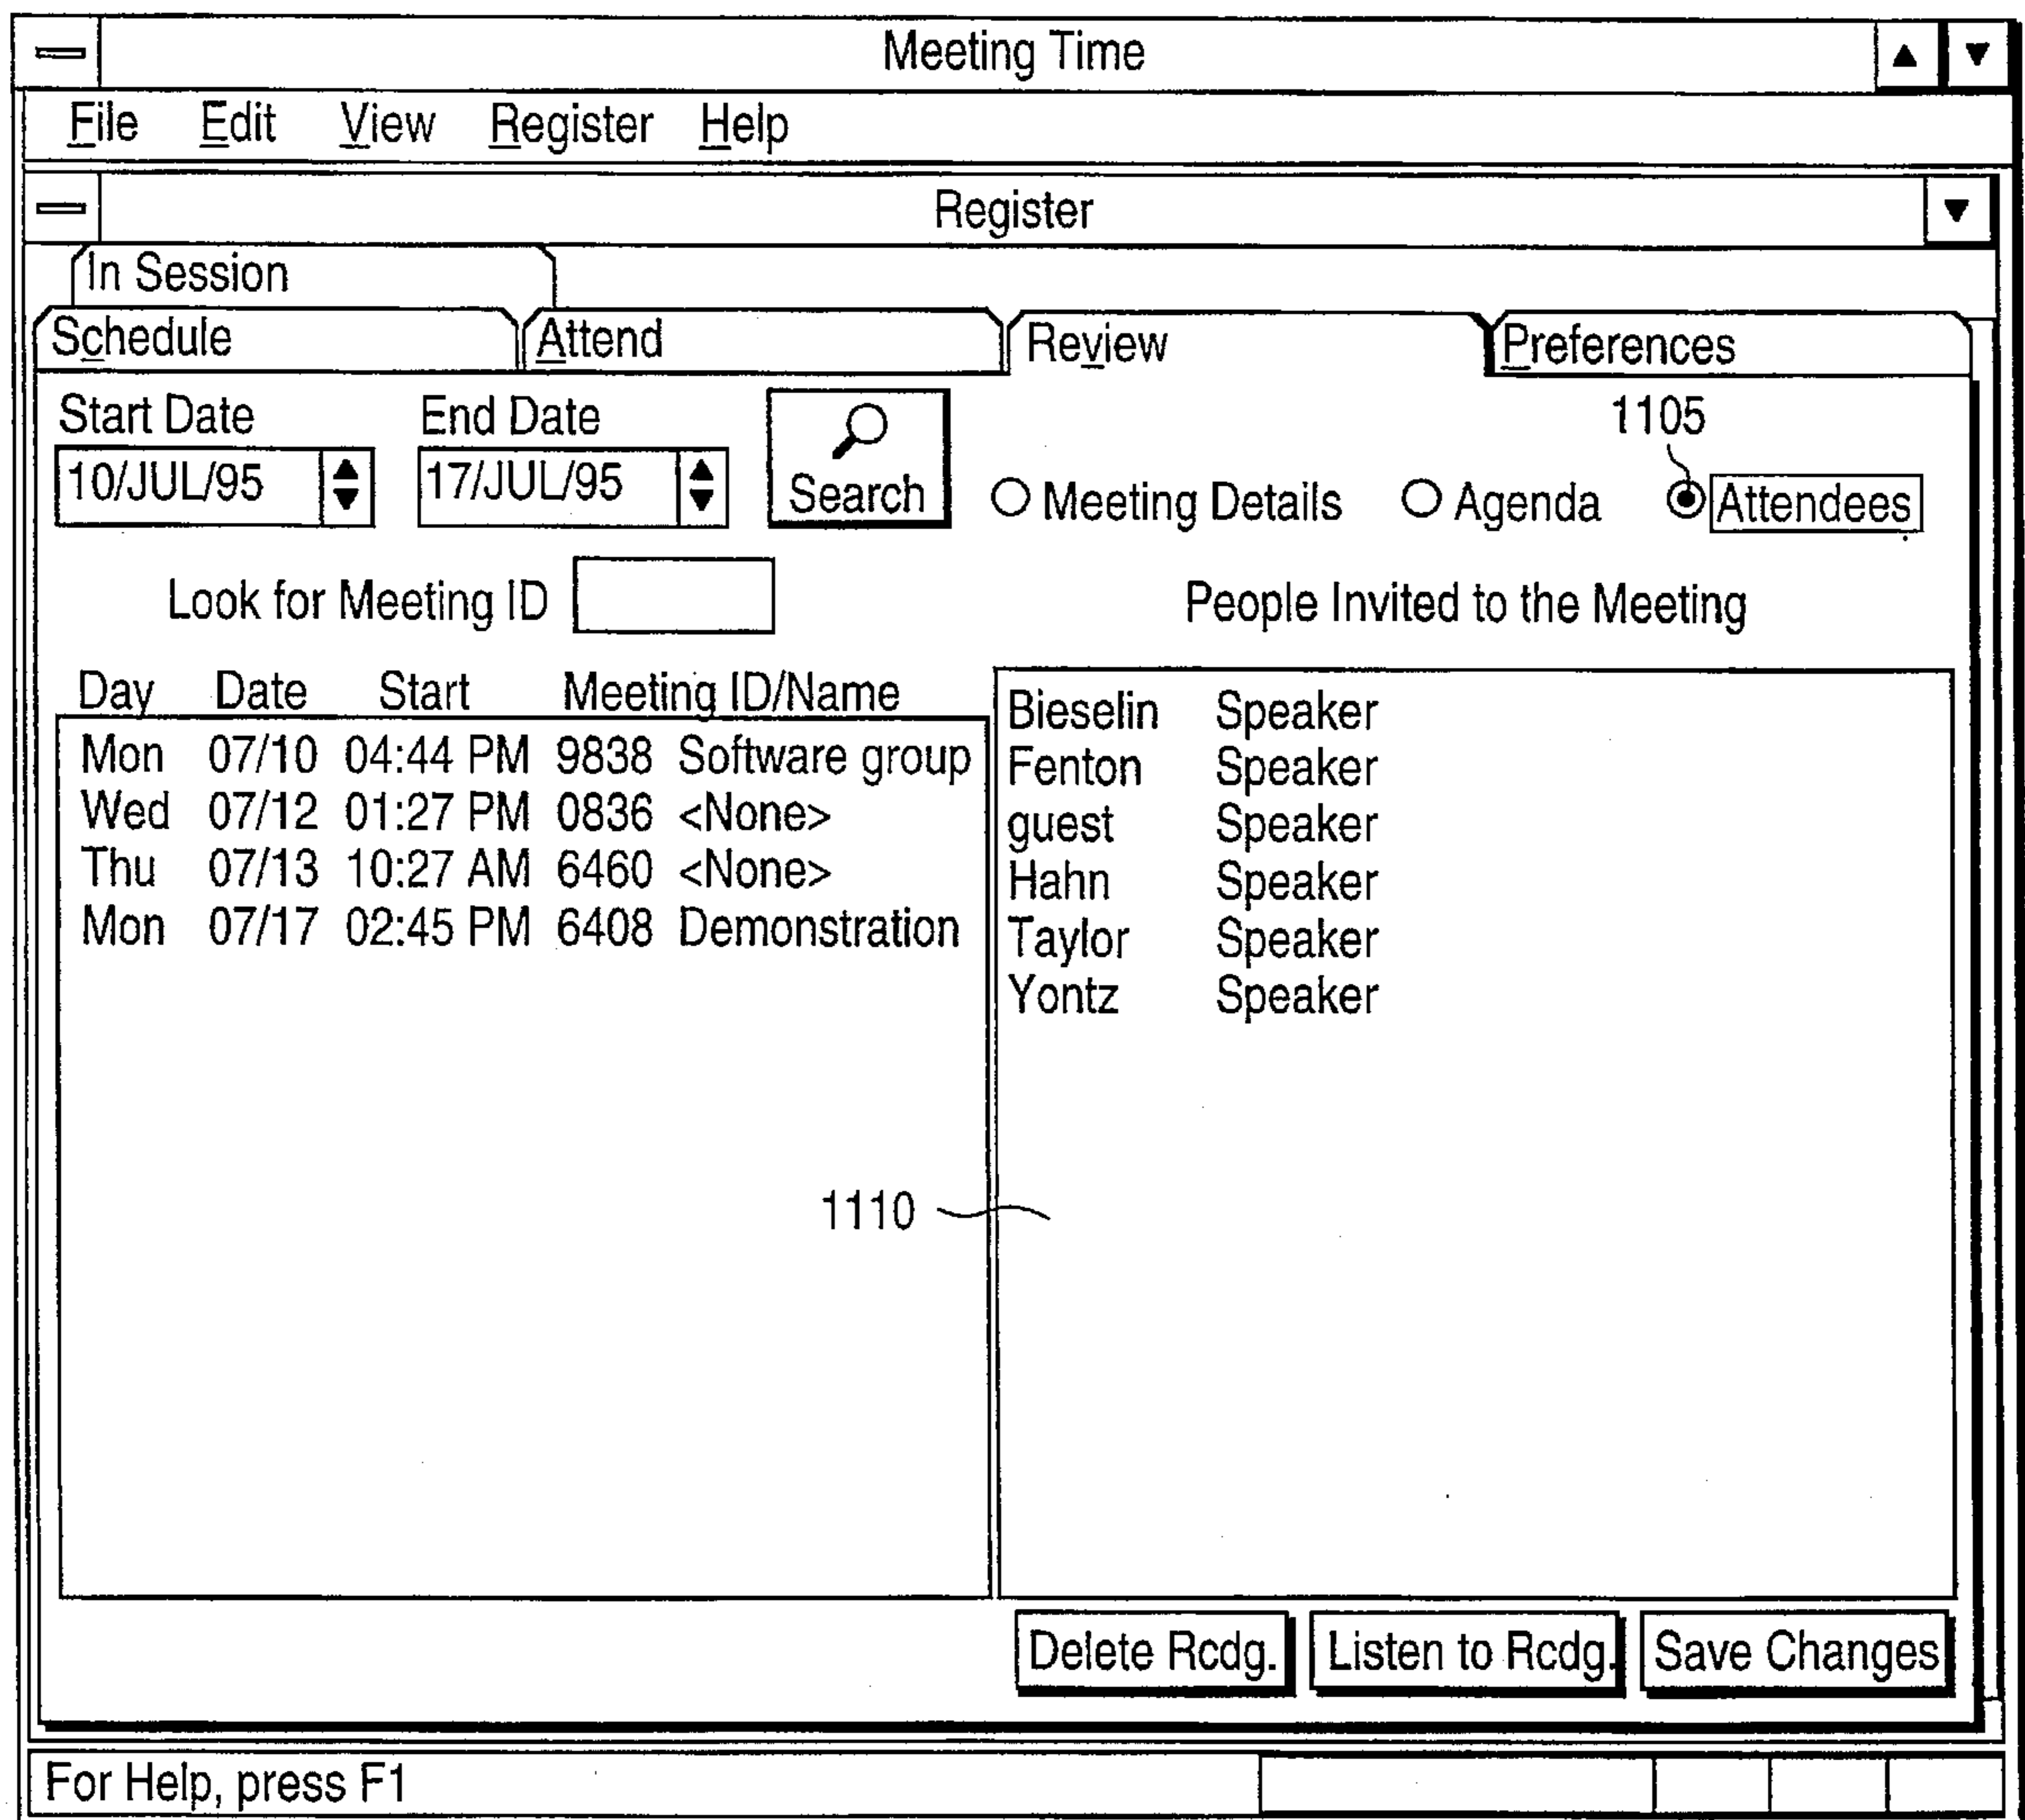 Meeting Time
File Edit View Register Help
Register
In Session
Schedule Attend Review Preferences
Start Date End Date 1105
10/JUL/95 17/JUL/95 Search Meeting Details Agenda Attendees
Look for Meeting ID People Invited to the Meeting
Day Date Start Meeting ID/Name
Mon 07/10 04:44 PM 9838 Software group
Wed 07/12 01:27 PM 0836 <None>
Thu 07/13 10:27 AM 6460 <None>
Mon 07/17 02:45 PM 6408 Demonstration
Bieselin Speaker
Fenton Speaker
guest Speaker
Hahn Speaker
Taylor Speaker
Yontz Speaker
1110
Delete Rcdg. Listen to Rcdg. Save Changes
For Help, press F1